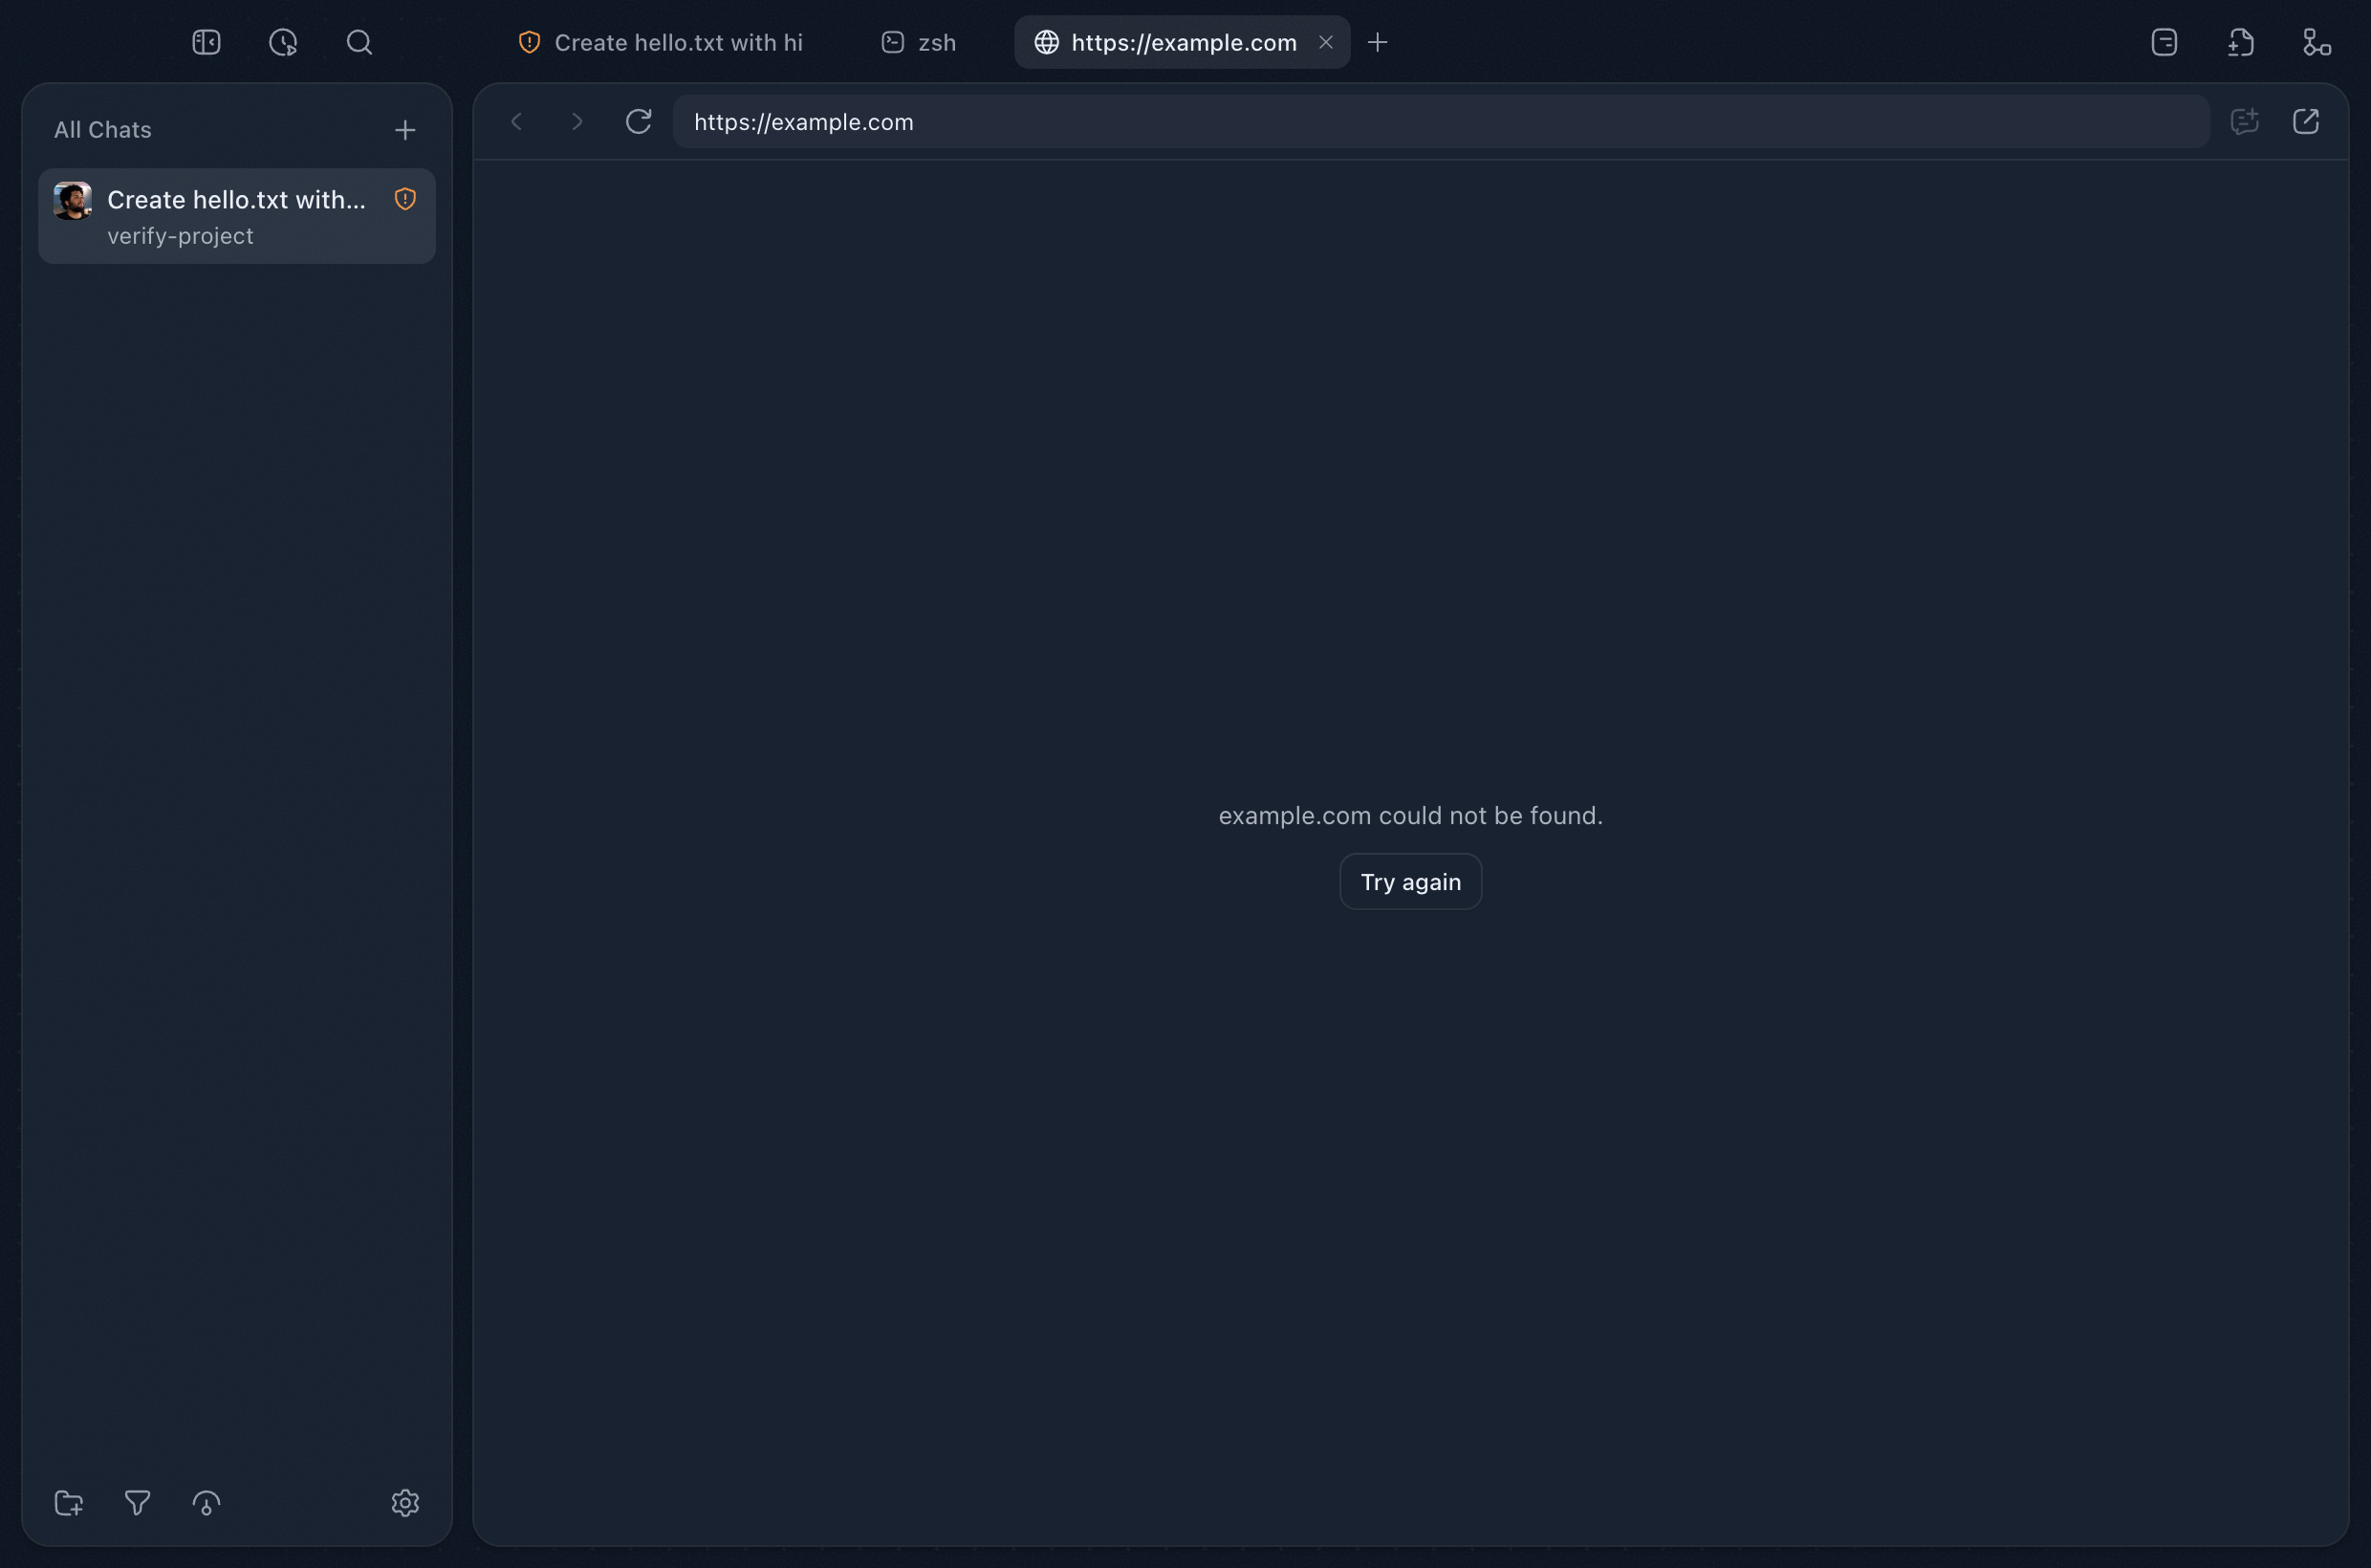 Create hello.txt with hi
zsh
https://example.com
All Chats
Create hello.txt with...
verify-project
https://example.com
example.com could not be found.
Try again